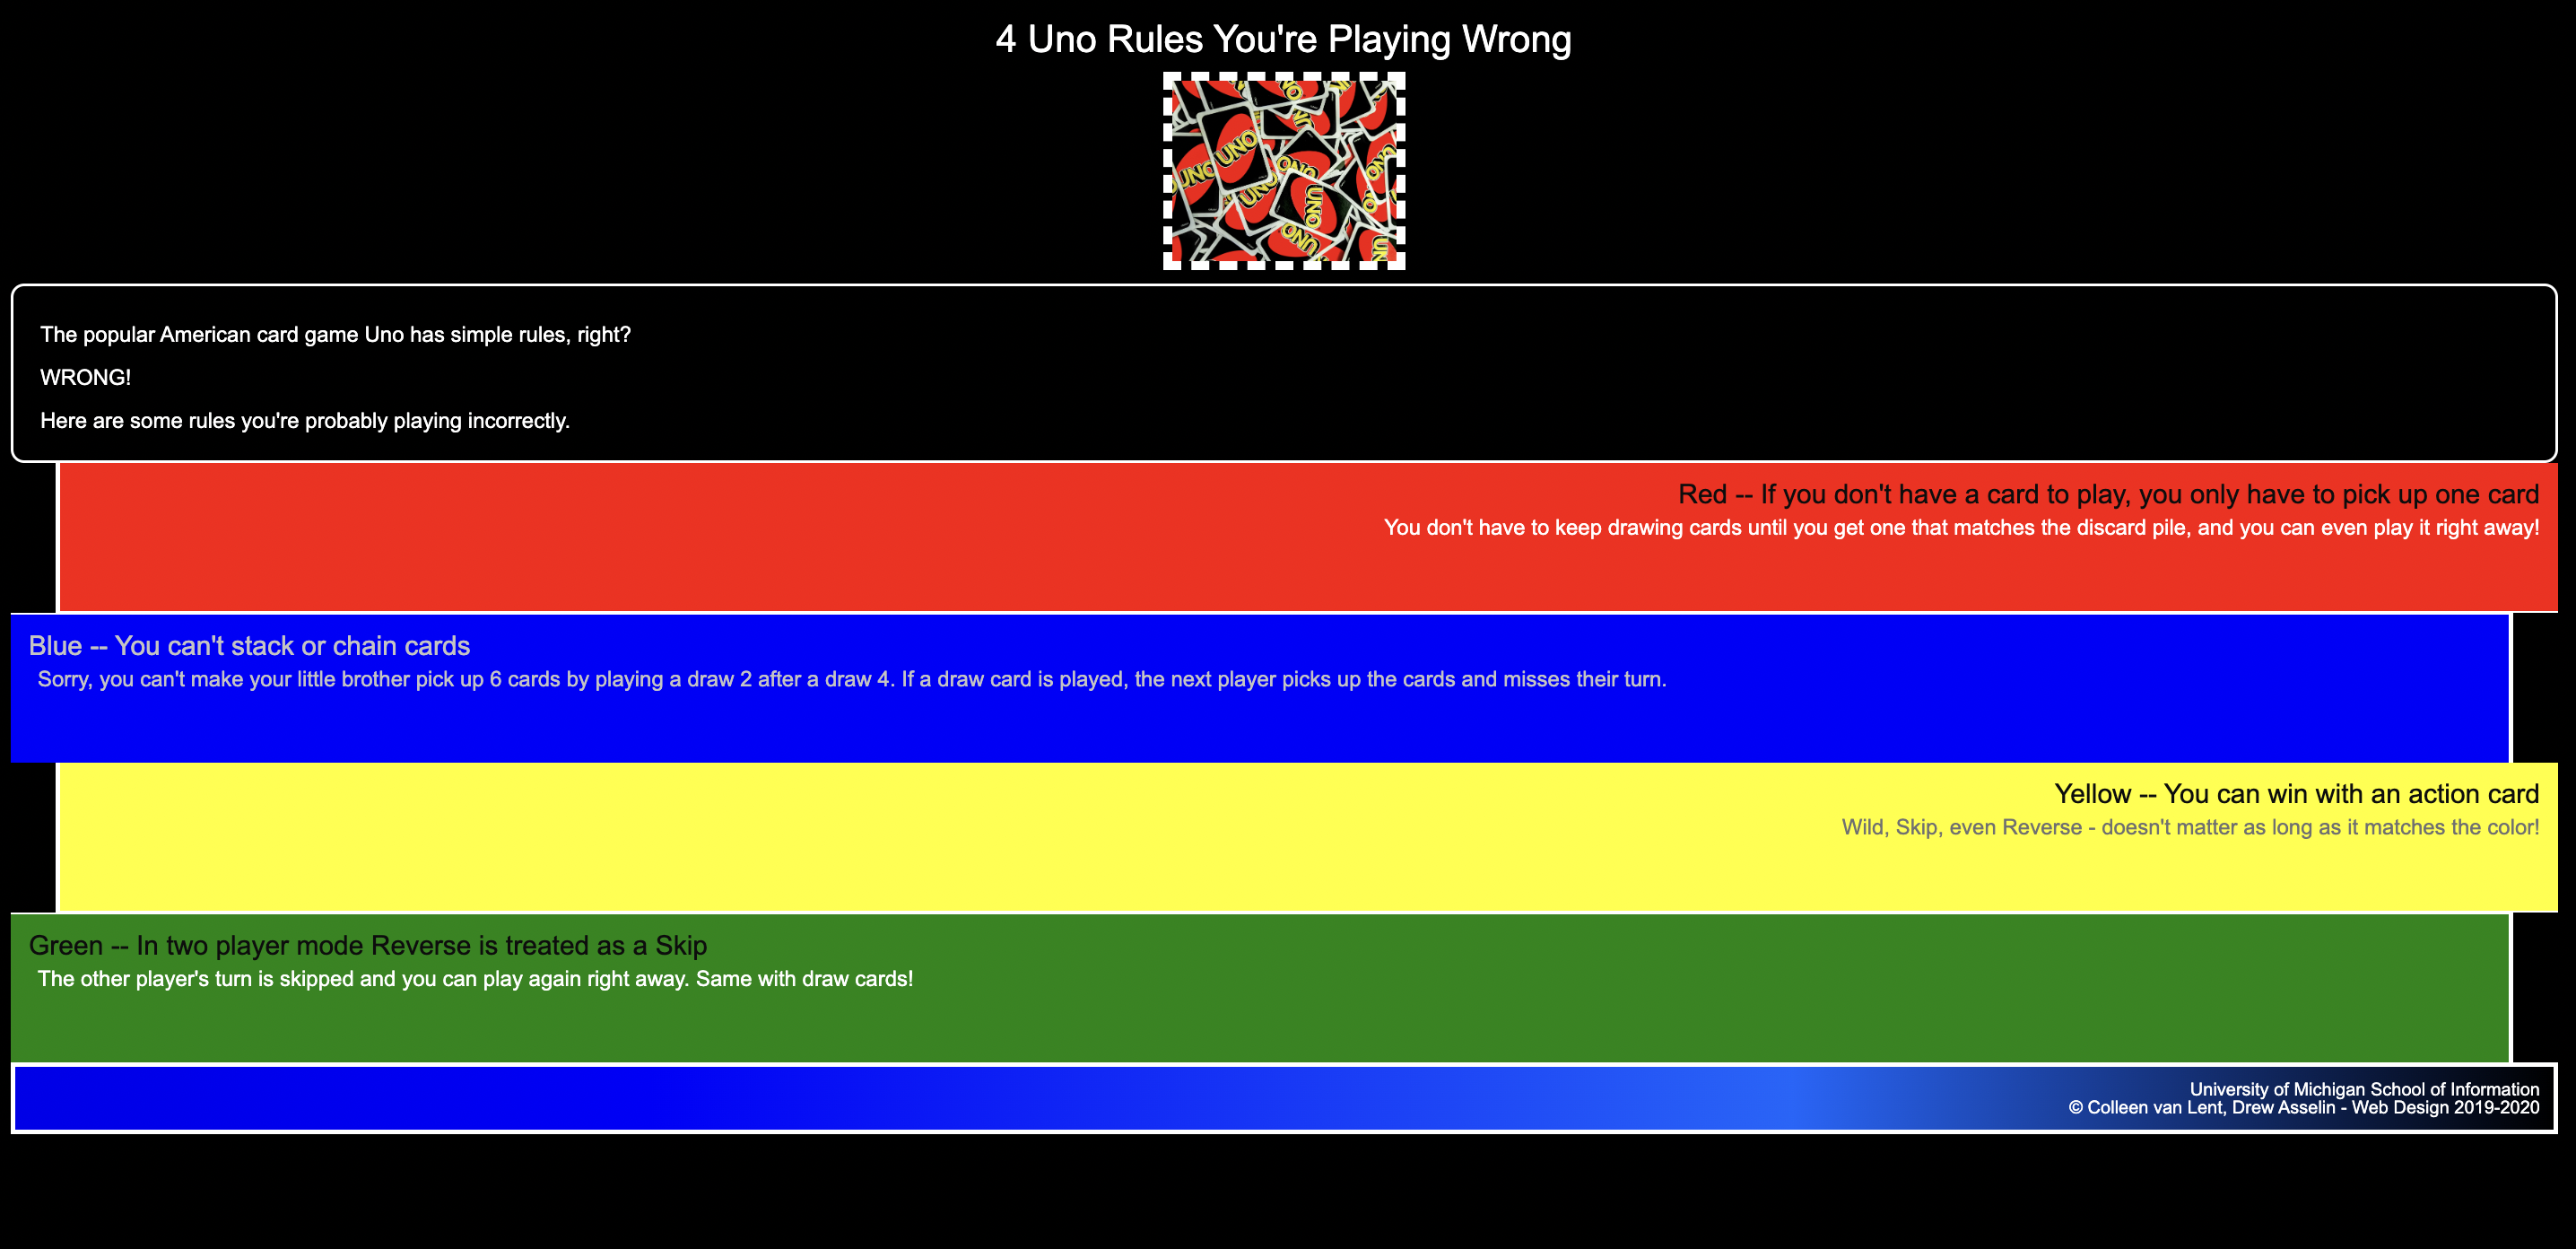 4 Uno Rules You're Playing Wrong
UNO
UNO
UNO
UNO
UNO
UNO
The popular American card game Uno has simple rules, right?
WRONG!
Here are some rules you're probably playing incorrectly.
Red -- If you don't have a card to play, you only have to pick up one card
You don't have to keep drawing cards until you get one that matches the discard pile, and you can even play it right away!
Blue -- You can't stack or chain cards
Sorry, you can't make your little brother pick up 6 cards by playing a draw 2 after a draw 4. If a draw card is played, the next player picks up the cards and misses their turn.
Yellow -- You can win with an action card
Wild, Skip, even Reverse - doesn't matter as long as it matches the color!
Green -- In two player mode Reverse is treated as a Skip
The other player's turn is skipped and you can play again right away. Same with draw cards!
University of Michigan School of Information
© Colleen van Lent, Drew Asselin - Web Design 2019-2020